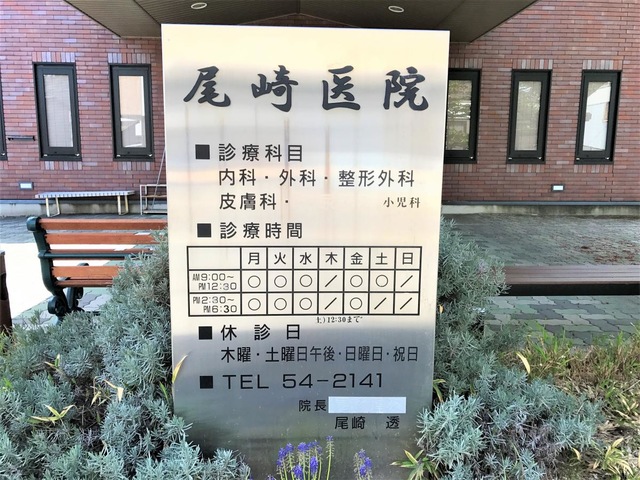 尾崎医院
■ 診療科目
内科・外科・整形外科
皮膚科・ 小児科
■ 診療時間
月 火 水 木 金 土 日
AM9:00〜PM12:30 ○ ○ ○ ／ ○ ○ ／
PM2:30〜PM6:30 ○ ○ ○ ／ ○ ／ ／
土)12:30まで
■ 休診日
木曜・土曜日午後・日曜日・祝日
■ TEL 54-2141
院長
尾崎 透